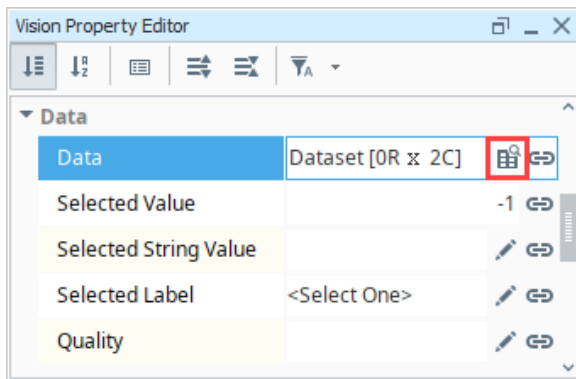 Vision Property Editor
Data
Data Dataset [0R x 2C]
Selected Value -1
Selected String Value
Selected Label <Select One>
Quality